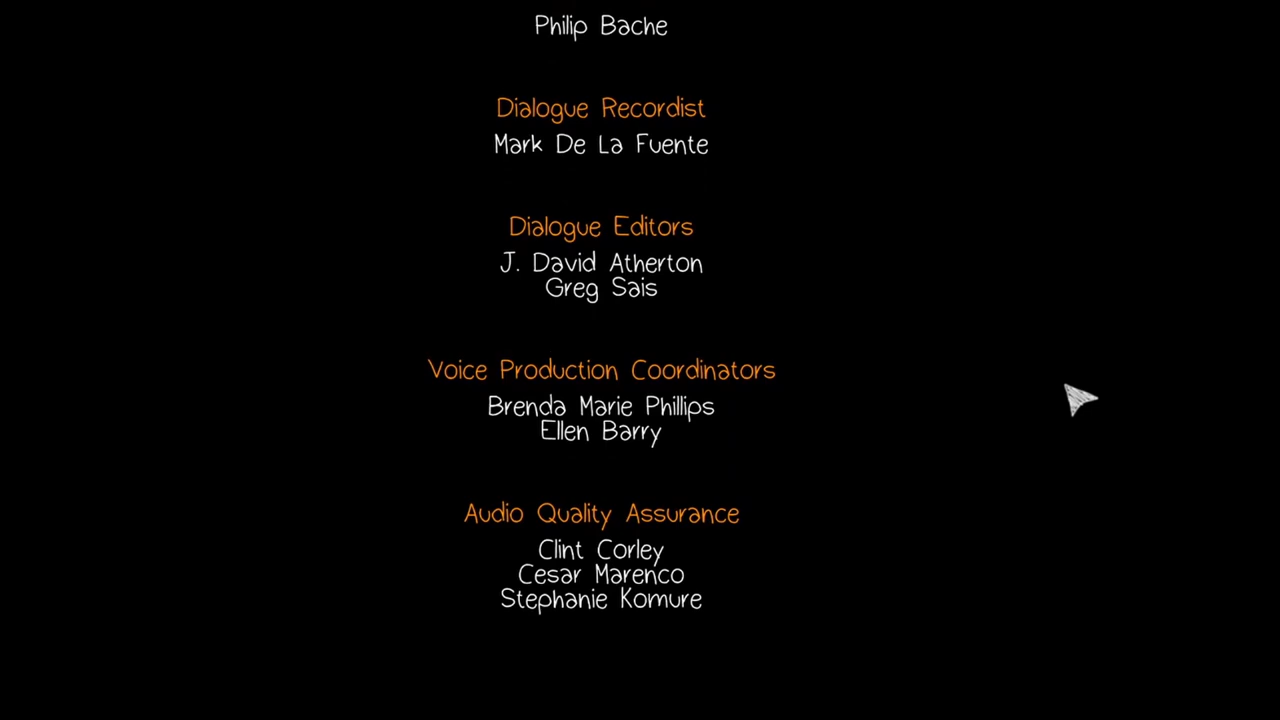 Philip Bache
Dialogue Recordist
Mark De La Fuente
Dialogue Editors
J. David Atherton
Greg Sais
Voice Production Coordinators
Brenda Marie Phillips
Ellen Barry
Audio Quality Assurance
Clint Corley
Cesar Marenco
Stephanie Komure